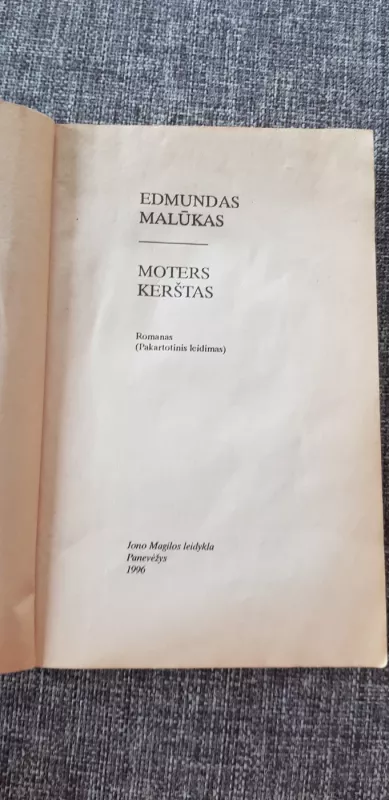 EDMUNDAS
MALŪKAS
MOTERS
KERŠTAS
Romanas
(Pakartotinis leidimas)
Jono Magilos leidykla
Panevėžys
1996